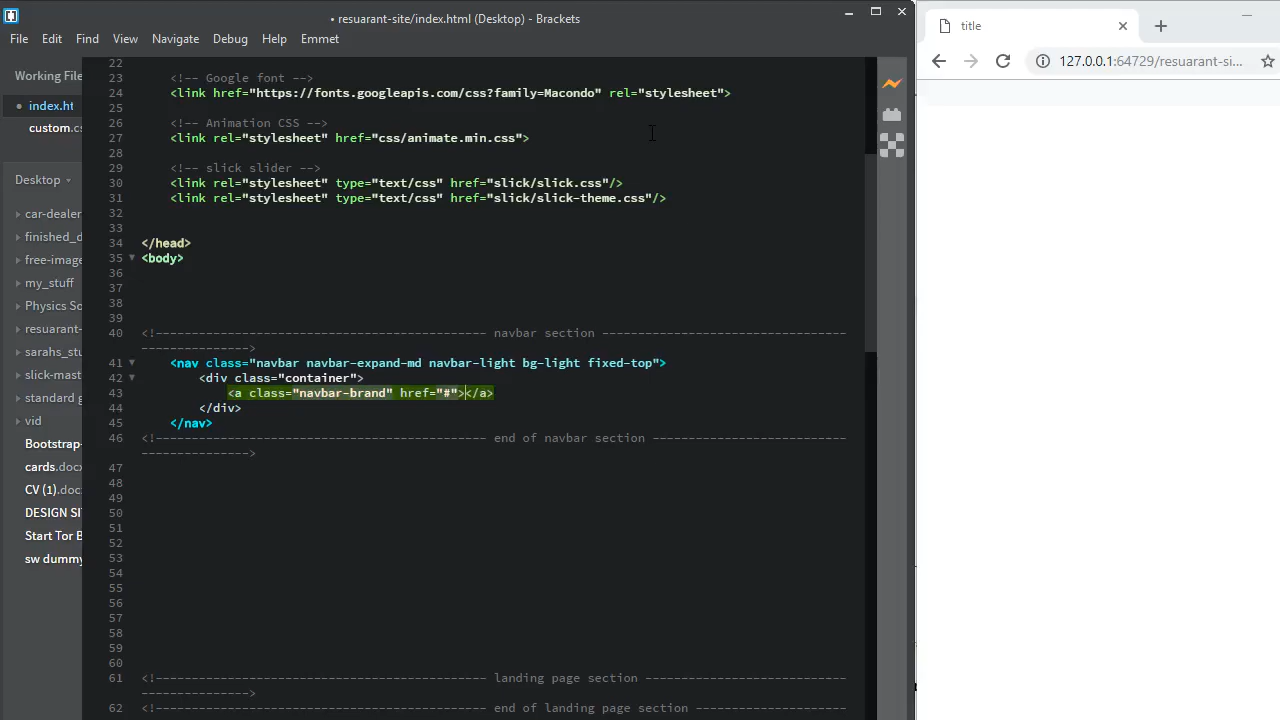 resuarant-site/index.html (Desktop) - Brackets
File Edit Find View Navigate Debug Help Emmet
Working File
index.ht
custom.cs
Desktop
car-dealer
finished_d
free-image
my_stuff
Physics So
resuarant-
sarahs_stu
slick-mast
standard g
vid
Bootstrap-
cards.docx
CV (1).doc
DESIGN SI
Start Tor B
sw dummy
22
23 <!-- Google font -->
24 <link href="https://fonts.googleapis.com/css?family=Macondo" rel="stylesheet">
25
26 <!-- Animation CSS -->
27 <link rel="stylesheet" href="css/animate.min.css">
28
29 <!-- slick slider -->
30 <link rel="stylesheet" type="text/css" href="slick/slick.css"/>
31 <link rel="stylesheet" type="text/css" href="slick/slick-theme.css"/>
32
33
34 </head>
35 <body>
36
37
38
39
40 <!---------------------------------------------- navbar section ----------------------------------
--------------->
41 <nav class="navbar navbar-expand-md navbar-light bg-light fixed-top">
42 <div class="container">
43 <a class="navbar-brand" href="#"></a>
44 </div>
45 </nav>
46 <!---------------------------------------------- end of navbar section ---------------------------
--------------->
47
48
49
50
51
52
53
54
55
56
57
58
59
60
61 <!---------------------------------------------- landing page section ----------------------------
--------------->
62 <!---------------------------------------------- end of landing page section ---------------------
title
127.0.0.1:64729/resuarant-si...